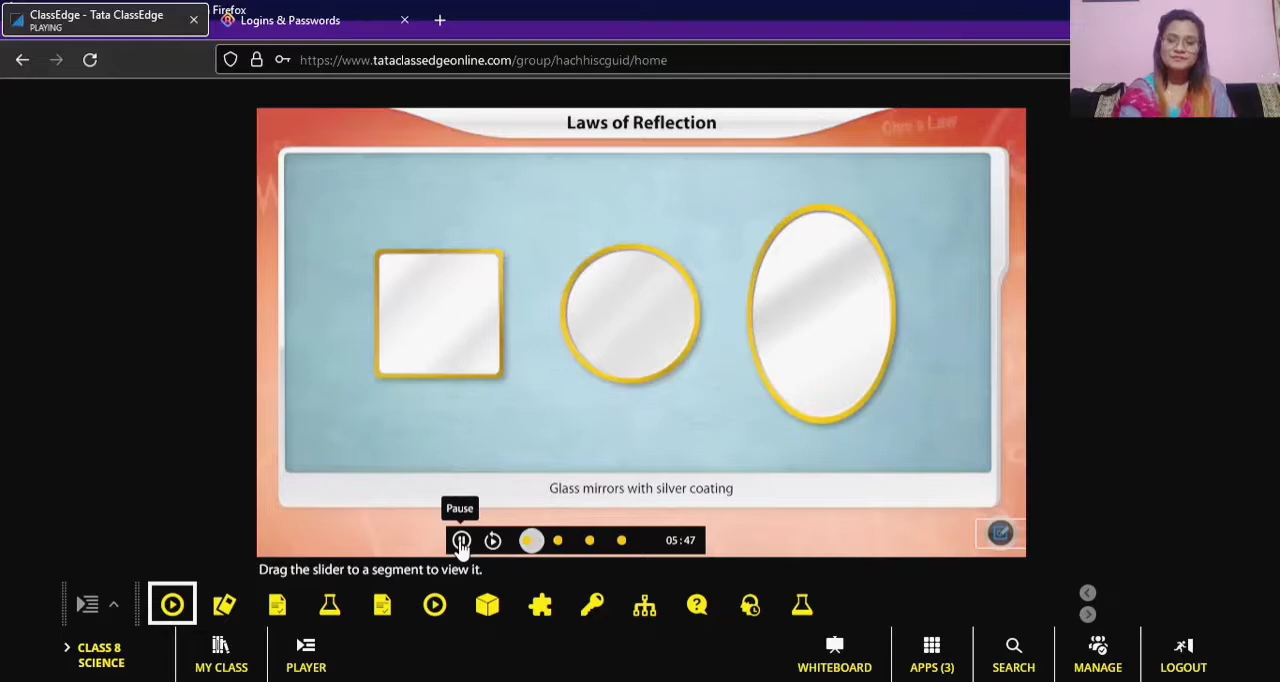 Firefox
ClassEdge - Tata ClassEdge
PLAYING
Logins & Passwords
https://www.tataclassedgeonline.com/group/hachhiscguid/home
Laws of Reflection
Give's Law
Glass mirrors with silver coating
Pause
05:47
Drag the slider to a segment to view it.
CLASS 8
SCIENCE
MY CLASS
PLAYER
WHITEBOARD
APPS (3)
SEARCH
MANAGE
LOGOUT